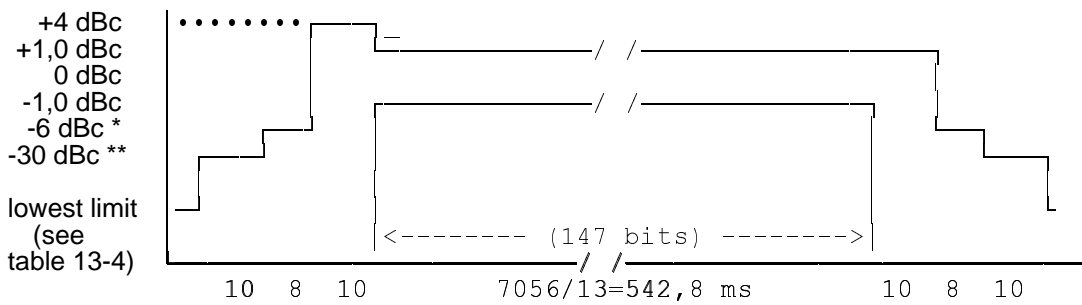 +4 dBc
+1,0 dBc
0 dBc
-1,0 dBc
-6 dBc *
-30 dBc **
lowest limit
(see
table 13-4)
<-------- (147 bits) -------->
10 8 10 7056/13=542,8 ms 10 8 10